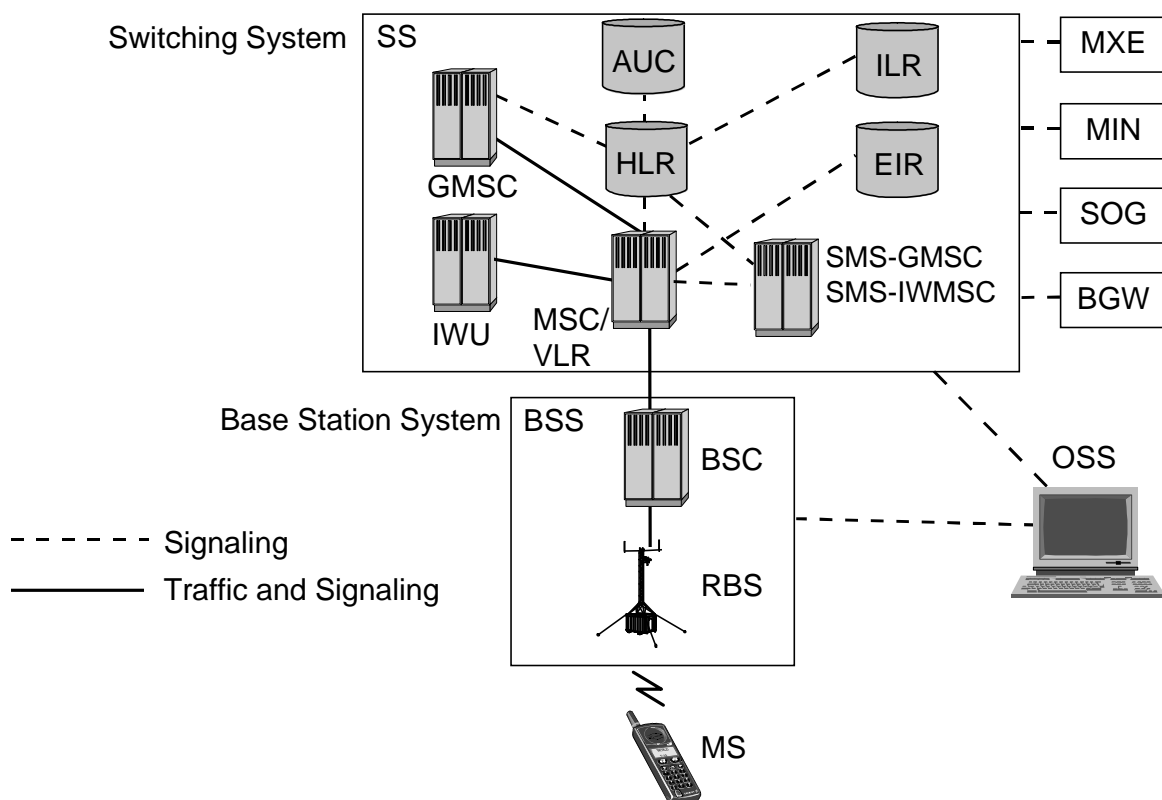 Switching System
SS
AUC
ILR
MXE
MIN
HLR
EIR
GMSC
SOG
SMS-GMSC
SMS-IWMSC
BGW
IWU
MSC/
VLR
Base Station System
BSS
BSC
OSS
Signaling
Traffic and Signaling
RBS
MS